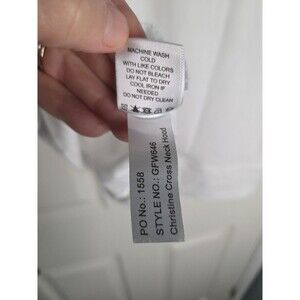 MACHINE WASH
COLD
WITH LIKE COLORS
DO NOT BLEACH
LAY FLAT TO DRY
COOL IRON IF
NEEDED
DO NOT DRY CLEAN
PO No.: 1558
STYLE NO.: GFW646
Christine Cross Neck Hood